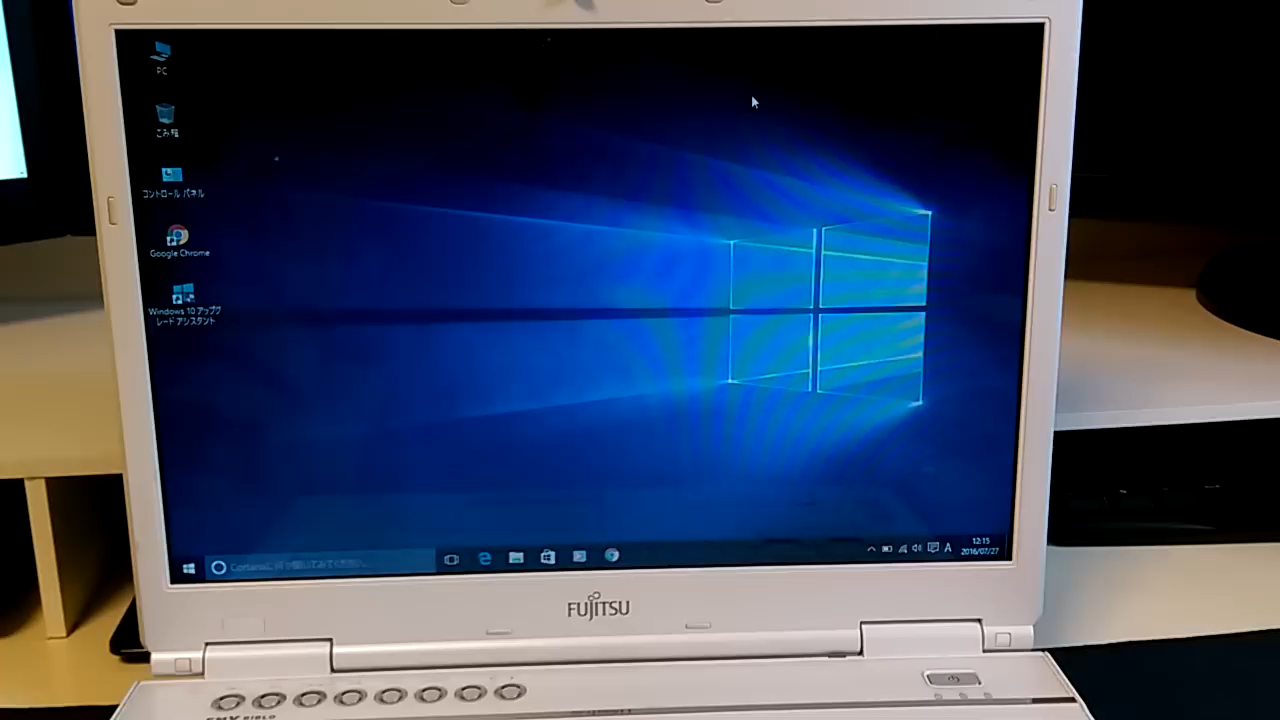 PC
ごみ箱
コントロール パネル
Google Chrome
Windows 10 アップグ
レード アシスタント
A
12:15
2016/07/27
FUJITSU